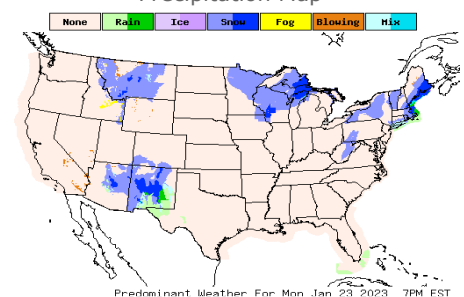 Precipitation Map
None Rain Ice Snow Fog Blowing Mix
Predominant Weather For Mon Jan 23 2023 7PM EST